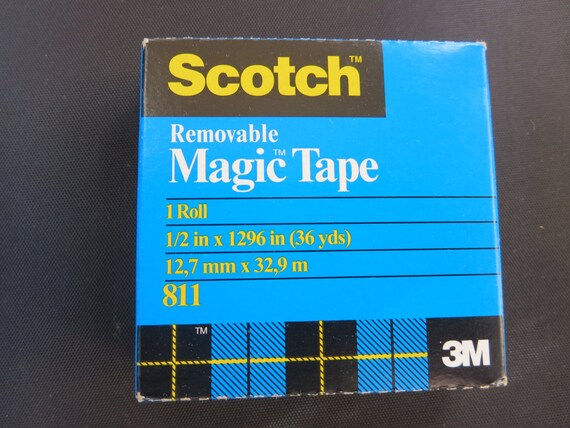 Scotch™
Removable
Magic™ Tape
1 Roll
1/2 in x 1296 in (36 yds)
12,7 mm x 32,9 m
811
™
3M